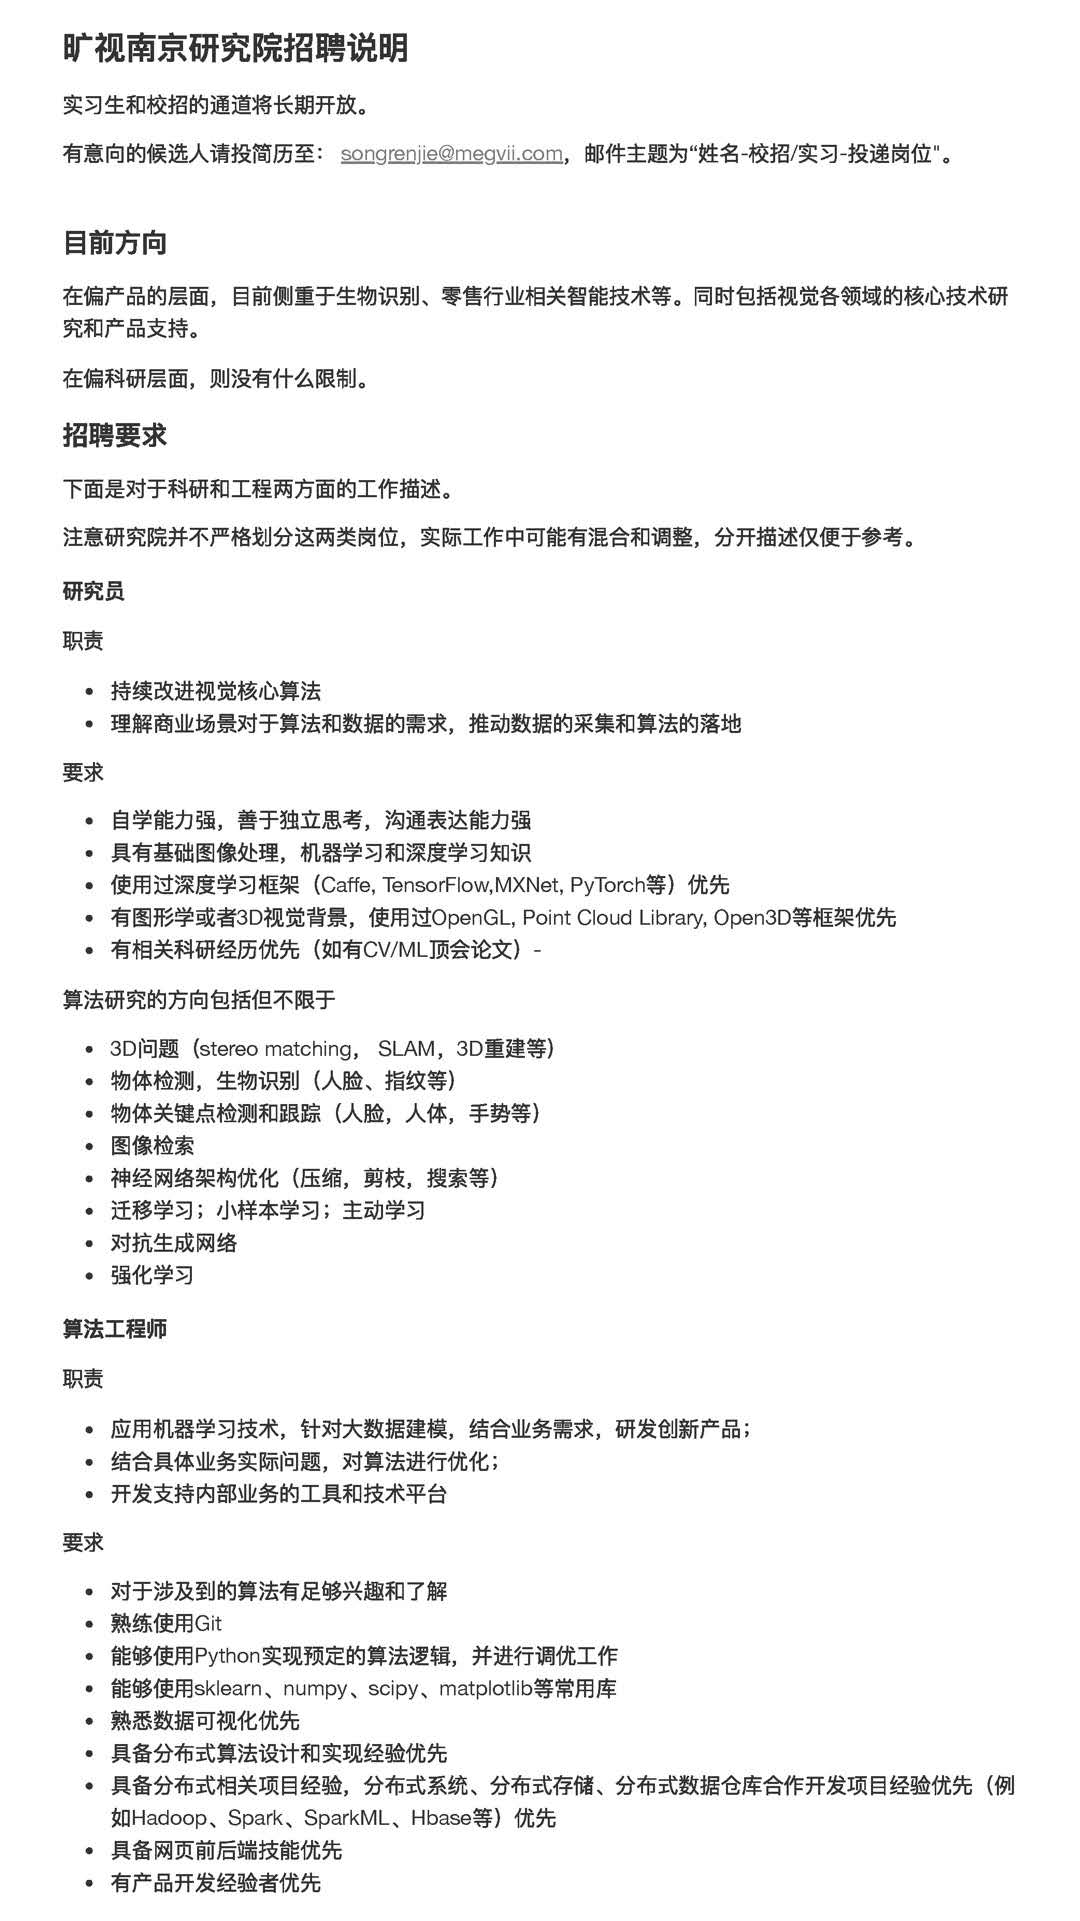 旷视南京研究院招聘说明
实习生和校招的通道将长期开放。
有意向的候选人请投简历至： songrenjie@megvii.com，邮件主题为“姓名-校招/实习-投递岗位"。
目前方向
在偏产品的层面，目前侧重于生物识别、零售行业相关智能技术等。同时包括视觉各领域的核心技术研
究和产品支持。
在偏科研层面，则没有什么限制。
招聘要求
下面是对于科研和工程两方面的工作描述。
注意研究院并不严格划分这两类岗位，实际工作中可能有混合和调整，分开描述仅便于参考。
研究员
职责
• 持续改进视觉核心算法
• 理解商业场景对于算法和数据的需求，推动数据的采集和算法的落地
要求
• 自学能力强，善于独立思考，沟通表达能力强
• 具有基础图像处理，机器学习和深度学习知识
• 使用过深度学习框架（Caffe, TensorFlow,MXNet, PyTorch等）优先
• 有图形学或者3D视觉背景，使用过OpenGL, Point Cloud Library, Open3D等框架优先
• 有相关科研经历优先（如有CV/ML顶会论文）-
算法研究的方向包括但不限于
• 3D问题（stereo matching， SLAM，3D重建等）
• 物体检测，生物识别（人脸、指纹等）
• 物体关键点检测和跟踪（人脸，人体，手势等）
• 图像检索
• 神经网络架构优化（压缩，剪枝，搜索等）
• 迁移学习；小样本学习；主动学习
• 对抗生成网络
• 强化学习
算法工程师
职责
• 应用机器学习技术，针对大数据建模，结合业务需求，研发创新产品；
• 结合具体业务实际问题，对算法进行优化；
• 开发支持内部业务的工具和技术平台
要求
• 对于涉及到的算法有足够兴趣和了解
• 熟练使用Git
• 能够使用Python实现预定的算法逻辑，并进行调优工作
• 能够使用sklearn、numpy、scipy、matplotlib等常用库
• 熟悉数据可视化优先
• 具备分布式算法设计和实现经验优先
• 具备分布式相关项目经验，分布式系统、分布式存储、分布式数据仓库合作开发项目经验优先（例
如Hadoop、Spark、SparkML、Hbase等）优先
• 具备网页前后端技能优先
• 有产品开发经验者优先